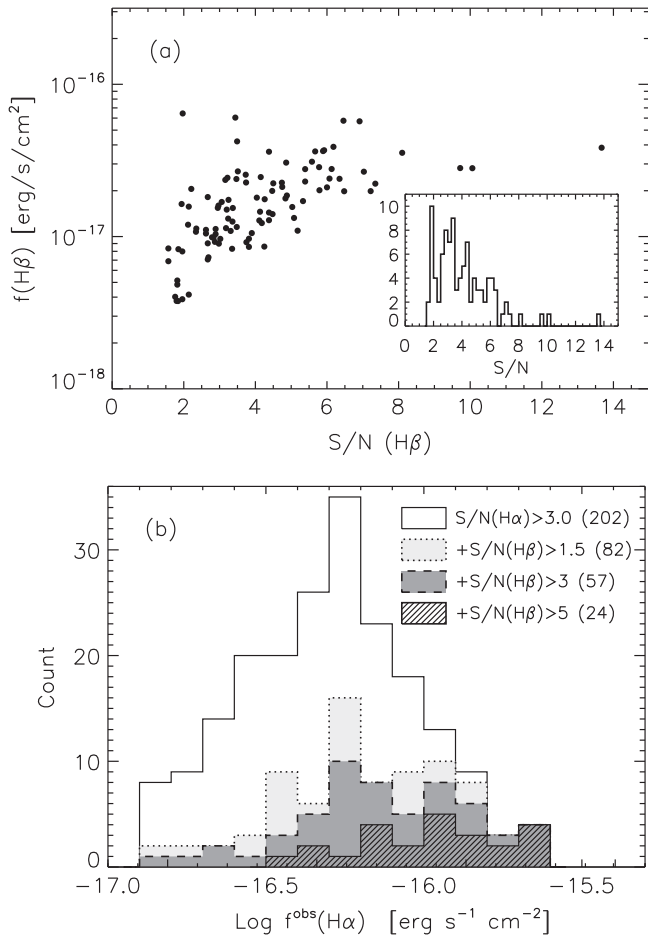 (a)
10⁻¹⁶
10⁻¹⁷
10⁻¹⁸
f(Hβ) [erg/s/cm²]
0 2 4 6 8 10 12 14
S/N (Hβ)
10
8
6
4
2
0
0 2 4 6 8 10 12 14
S/N
(b)
S/N(Hα)>3.0 (202)
+S/N(Hβ)>1.5 (82)
+S/N(Hβ)>3 (57)
+S/N(Hβ)>5 (24)
30
20
10
0
Count
−17.0 −16.5 −16.0 −15.5
Log fᵒᵇˢ(Hα) [erg s⁻¹ cm⁻²]